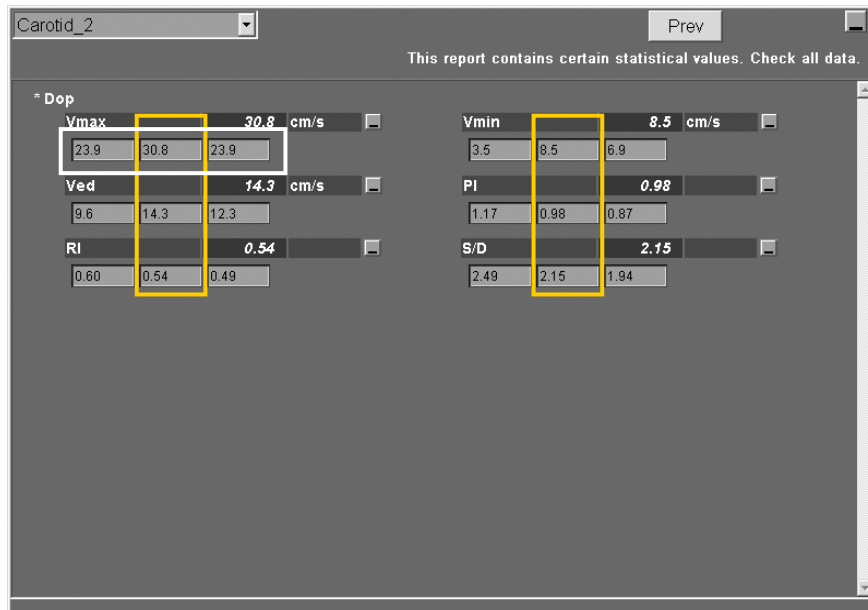 Carotid_2 Prev
This report contains certain statistical values. Check all data.
* Dop
Vmax 30.8 cm/s Vmin 8.5 cm/s
23.9 30.8 23.9 3.5 8.5 6.9
Ved 14.3 cm/s PI 0.98
9.6 14.3 12.3 1.17 0.98 0.87
RI 0.54 S/D 2.15
0.60 0.54 0.49 2.49 2.15 1.94